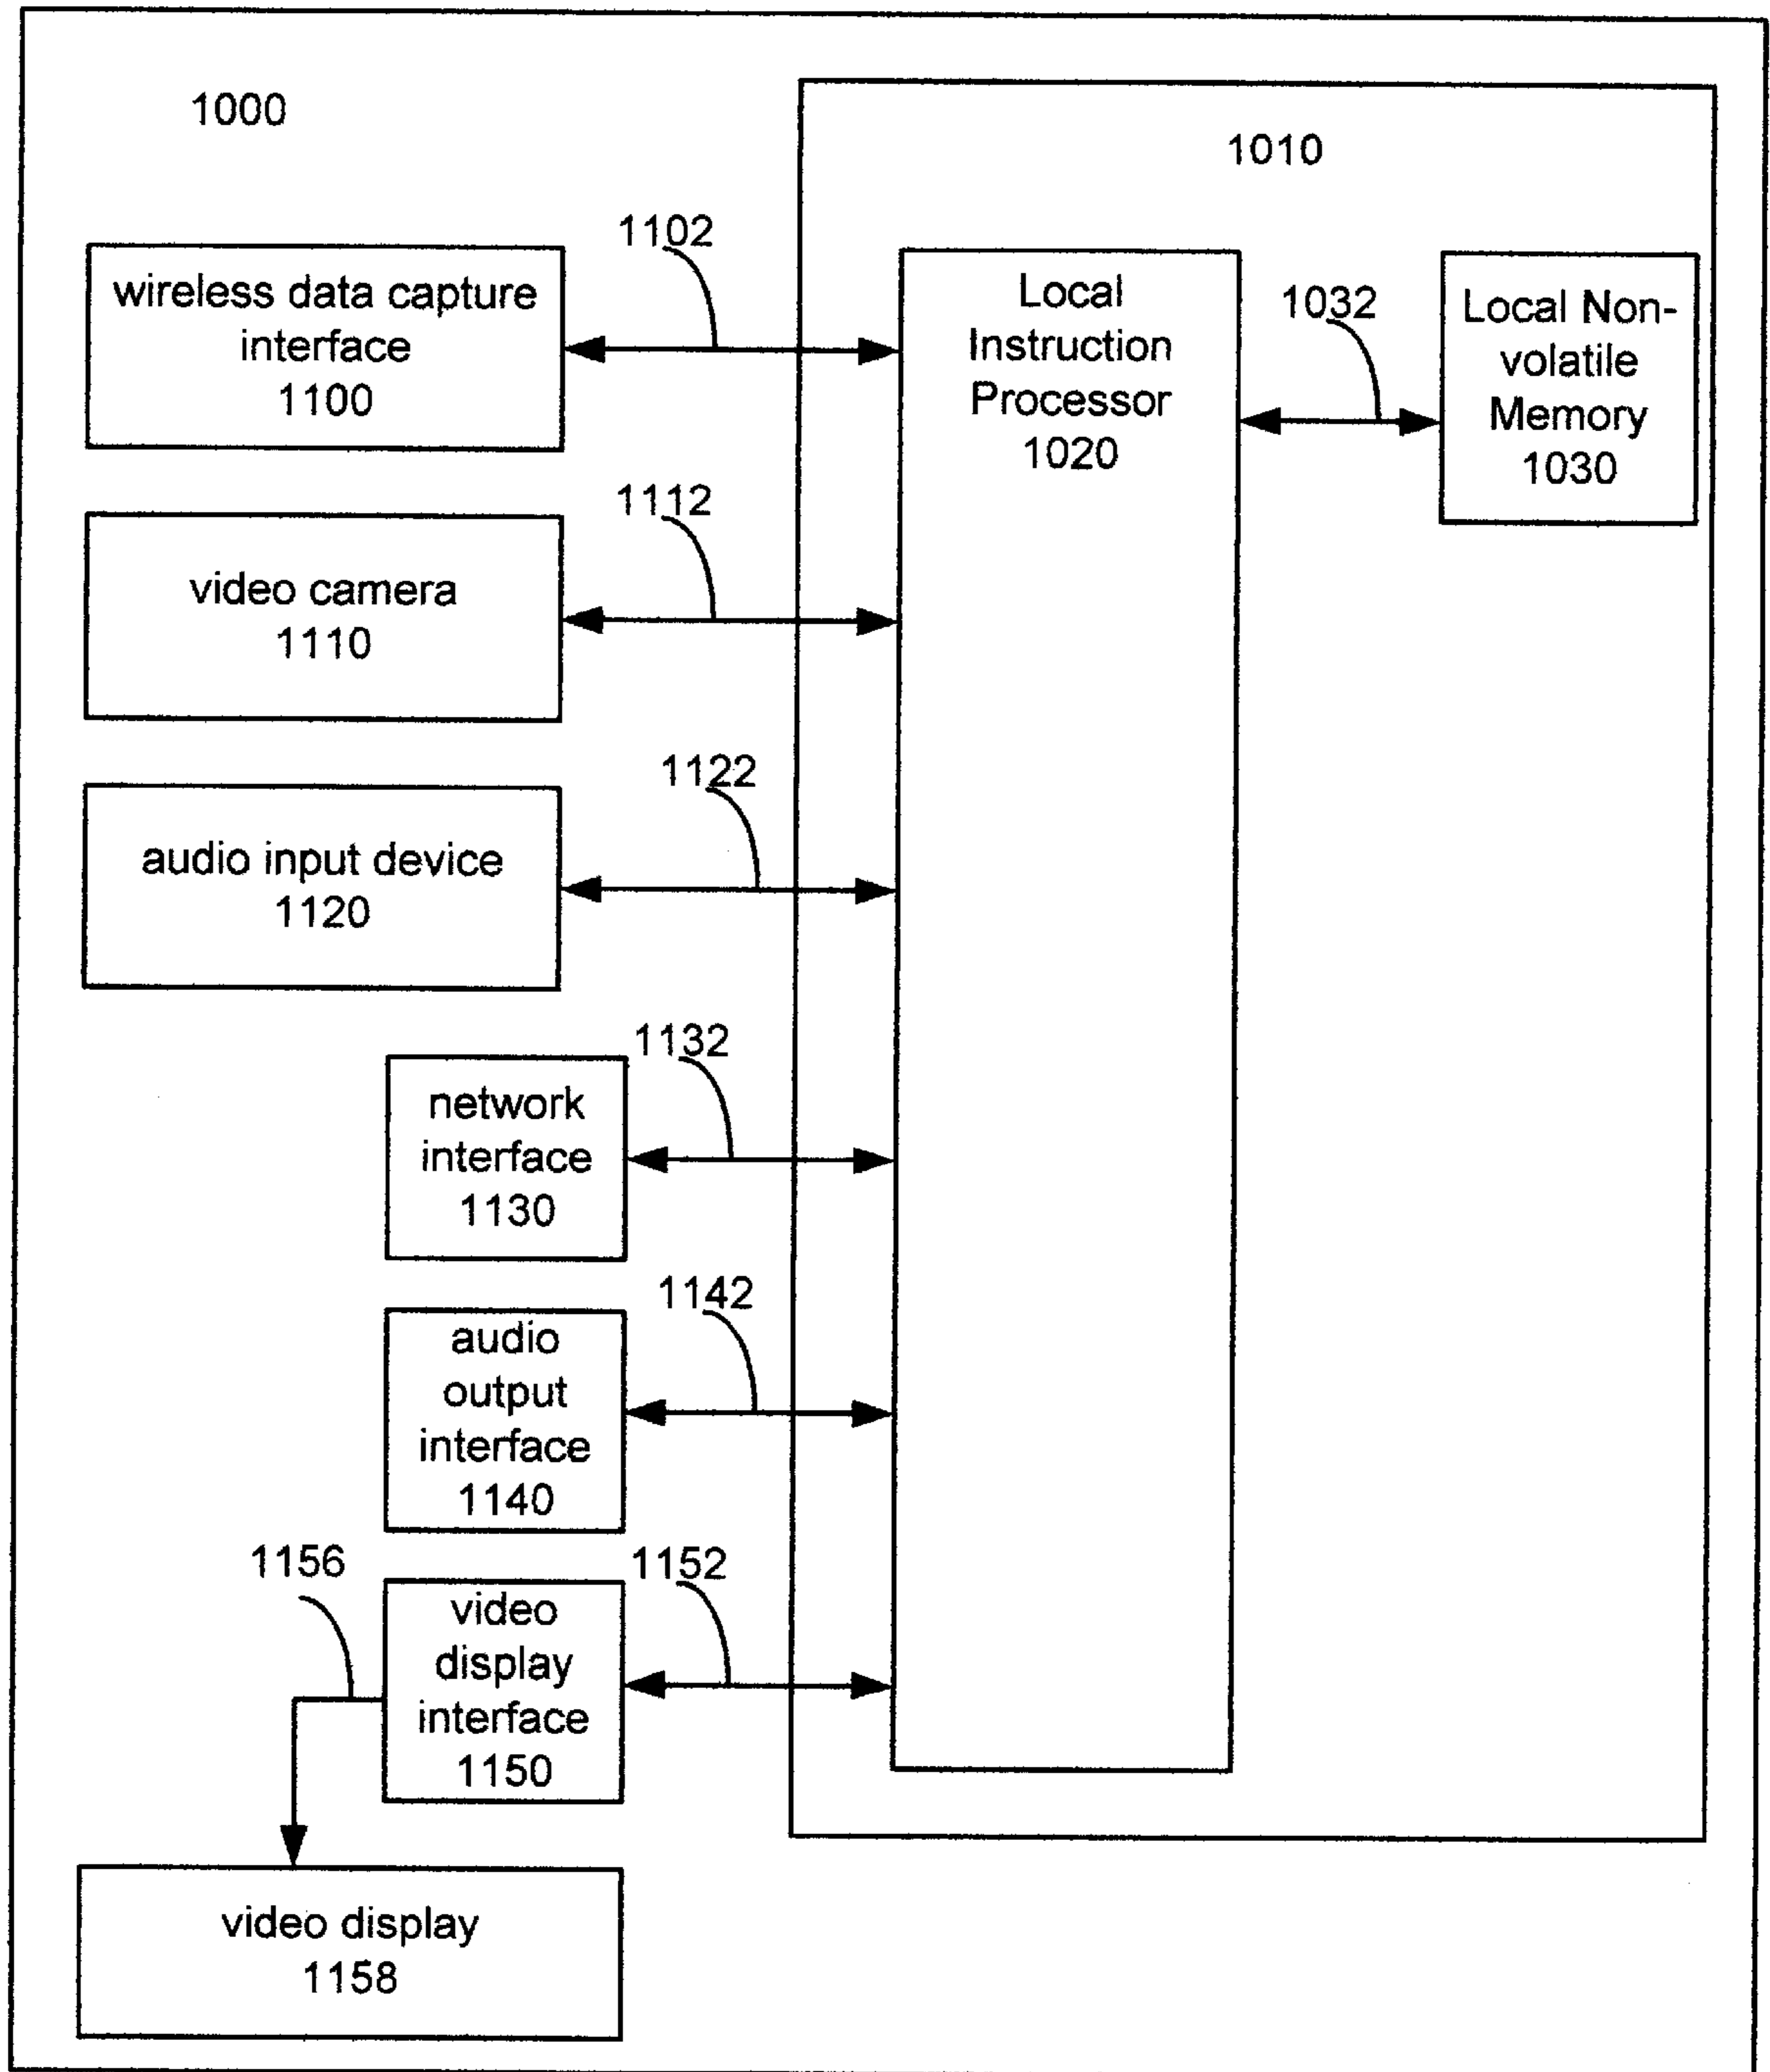 1000
1010
1102
wireless data capture
interface
1100
Local
Instruction
Processor
1020
1032
Local Non-
volatile
Memory
1030
1112
video camera
1110
1122
audio input device
1120
1132
network
interface
1130
1142
audio
output
interface
1140
1156
1152
video
display
interface
1150
video display
1158